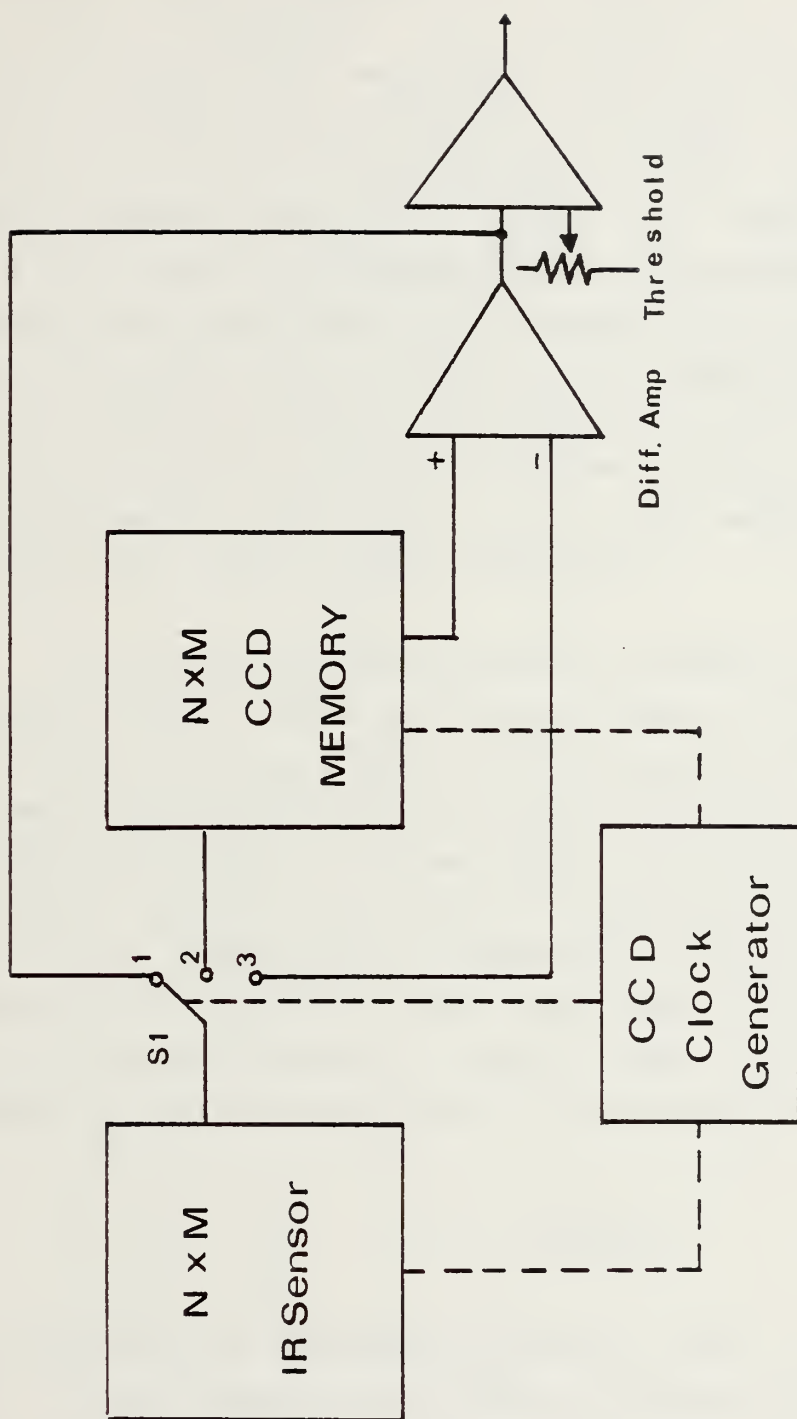 N x M
IR Sensor
S1
1
2
3
N x M
CCD
MEMORY
+
-
Diff. Amp
Threshold
CCD
Clock
Generator